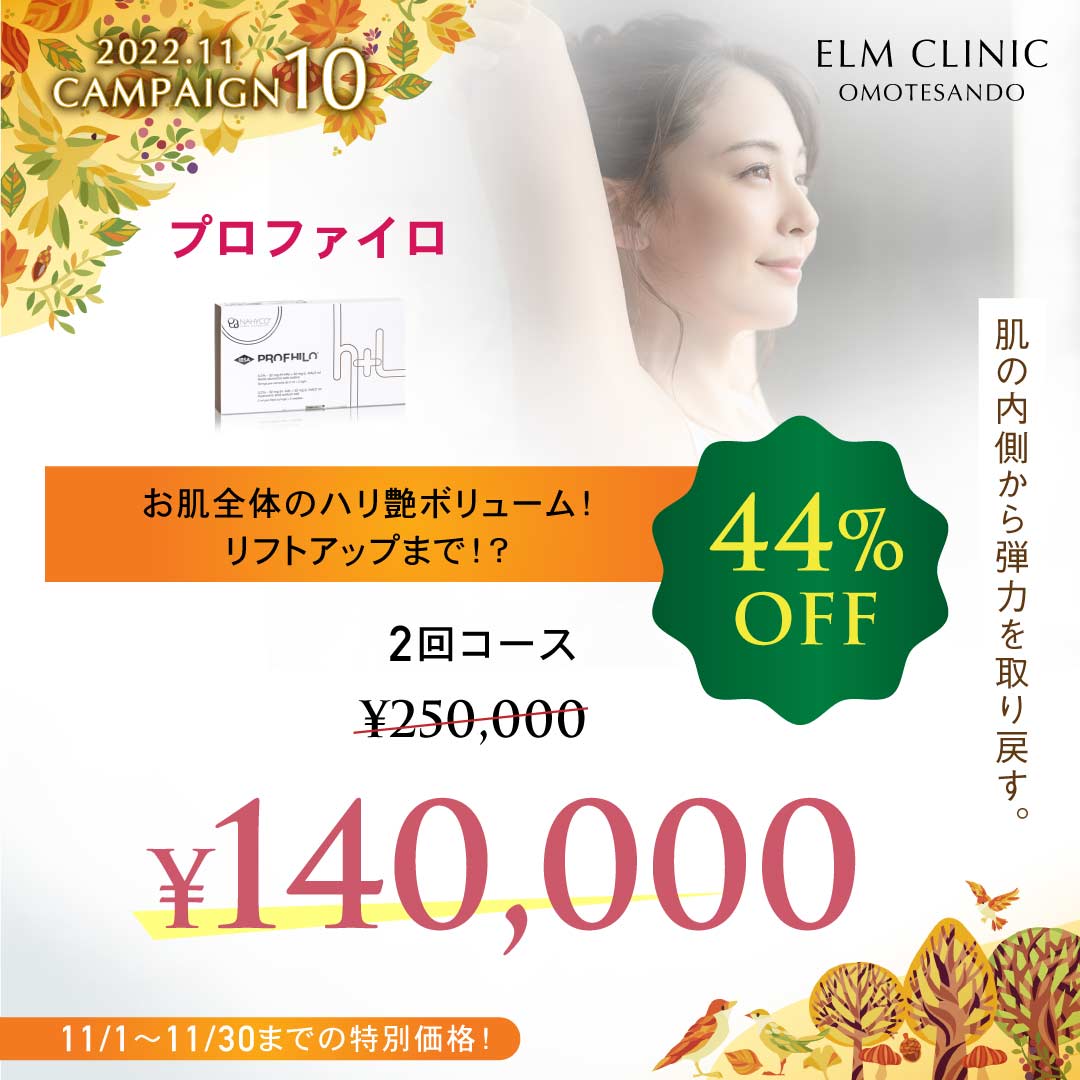 2022.11
CAMPAIGN10
ELM CLINIC
OMOTESANDO
プロファイロ
NAHYCO
IBSA PROFHILO
h+L
肌の内側から弾力を取り戻す。
お肌全体のハリ艶ボリューム!
リフトアップまで!?
44%
OFF
2回コース
¥250,000
¥140,000
11/1〜11/30までの特別価格!